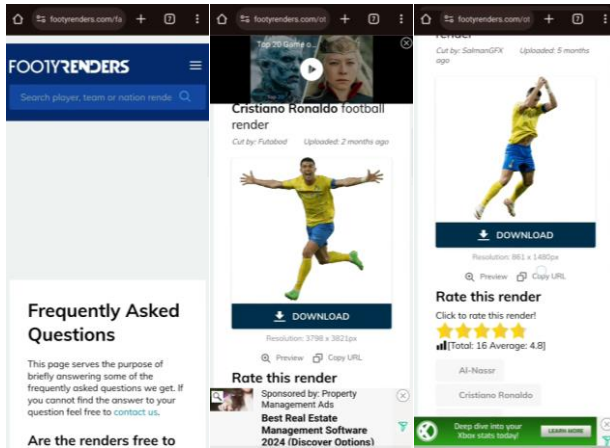 footyrenders.com/fa
7
FOOTYRENDERS
Search player, team or nation rende
Frequently Asked
Questions
This page serves the purpose of
briefly answering some of the
frequently asked questions we get. If
you cannot find the answer to your
question feel free to contact us.
Are the renders free to
footyrenders.com/ot
7
Top 20 Game o...
Cristiano Ronaldo football
render
Cut by: Futabod Uploaded: 2 months ago
DOWNLOAD
Resolution: 3798 x 3821px
Preview Copy URL
Rate this render
Sponsored by: Property
Management Ads
Best Real Estate
Management Software
2024 (Discover Options)
footyrenders.com/ot
7
render
Cut by: SalmanGFX Uploaded: 5 months
ago
DOWNLOAD
Resolution: 861 x 1480px
Preview Copy URL
Rate this render
Click to rate this render!
[Total: 16 Average: 4.8]
Al-Nassr
Cristiano Ronaldo
Deep dive into your
Xbox stats today!
LEARN MORE